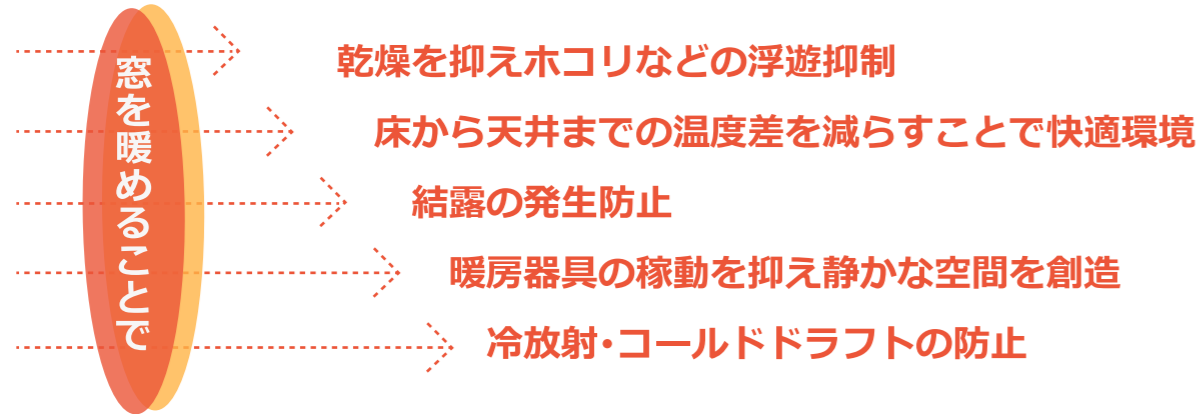 窓を暖めることで
乾燥を抑えホコリなどの浮遊抑制
床から天井までの温度差を減らすことで快適環境
結露の発生防止
暖房器具の稼動を抑え静かな空間を創造
冷放射・コールドドラフトの防止